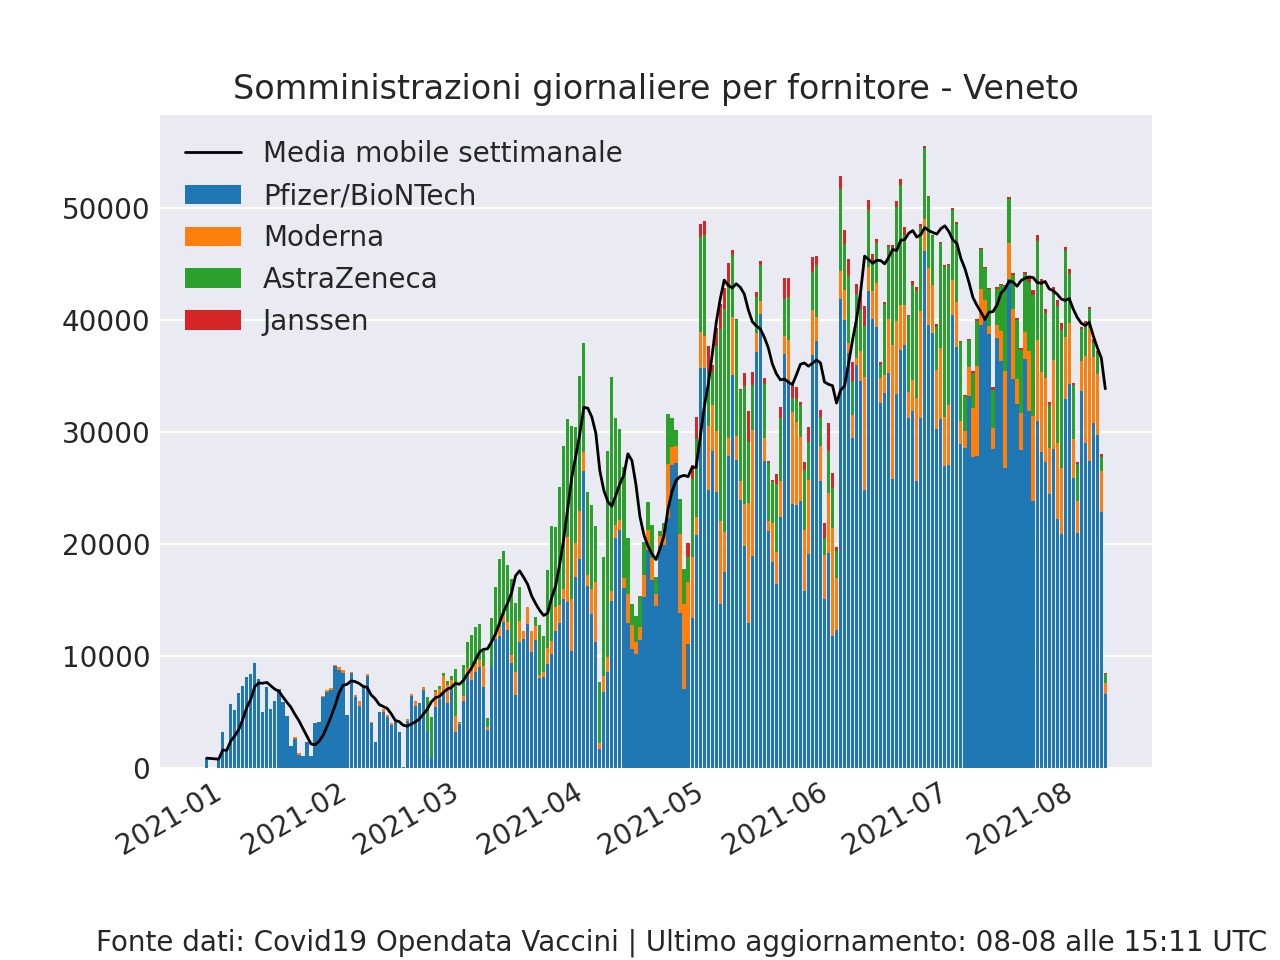 Somministrazioni giornaliere per fornitore - Veneto
Media mobile settimanale
Pfizer/BioNTech
Moderna
AstraZeneca
Janssen
50000
40000
30000
20000
10000
0
2021-01
2021-02
2021-03
2021-04
2021-05
2021-06
2021-07
2021-08
Fonte dati: Covid19 Opendata Vaccini | Ultimo aggiornamento: 08-08 alle 15:11 UTC